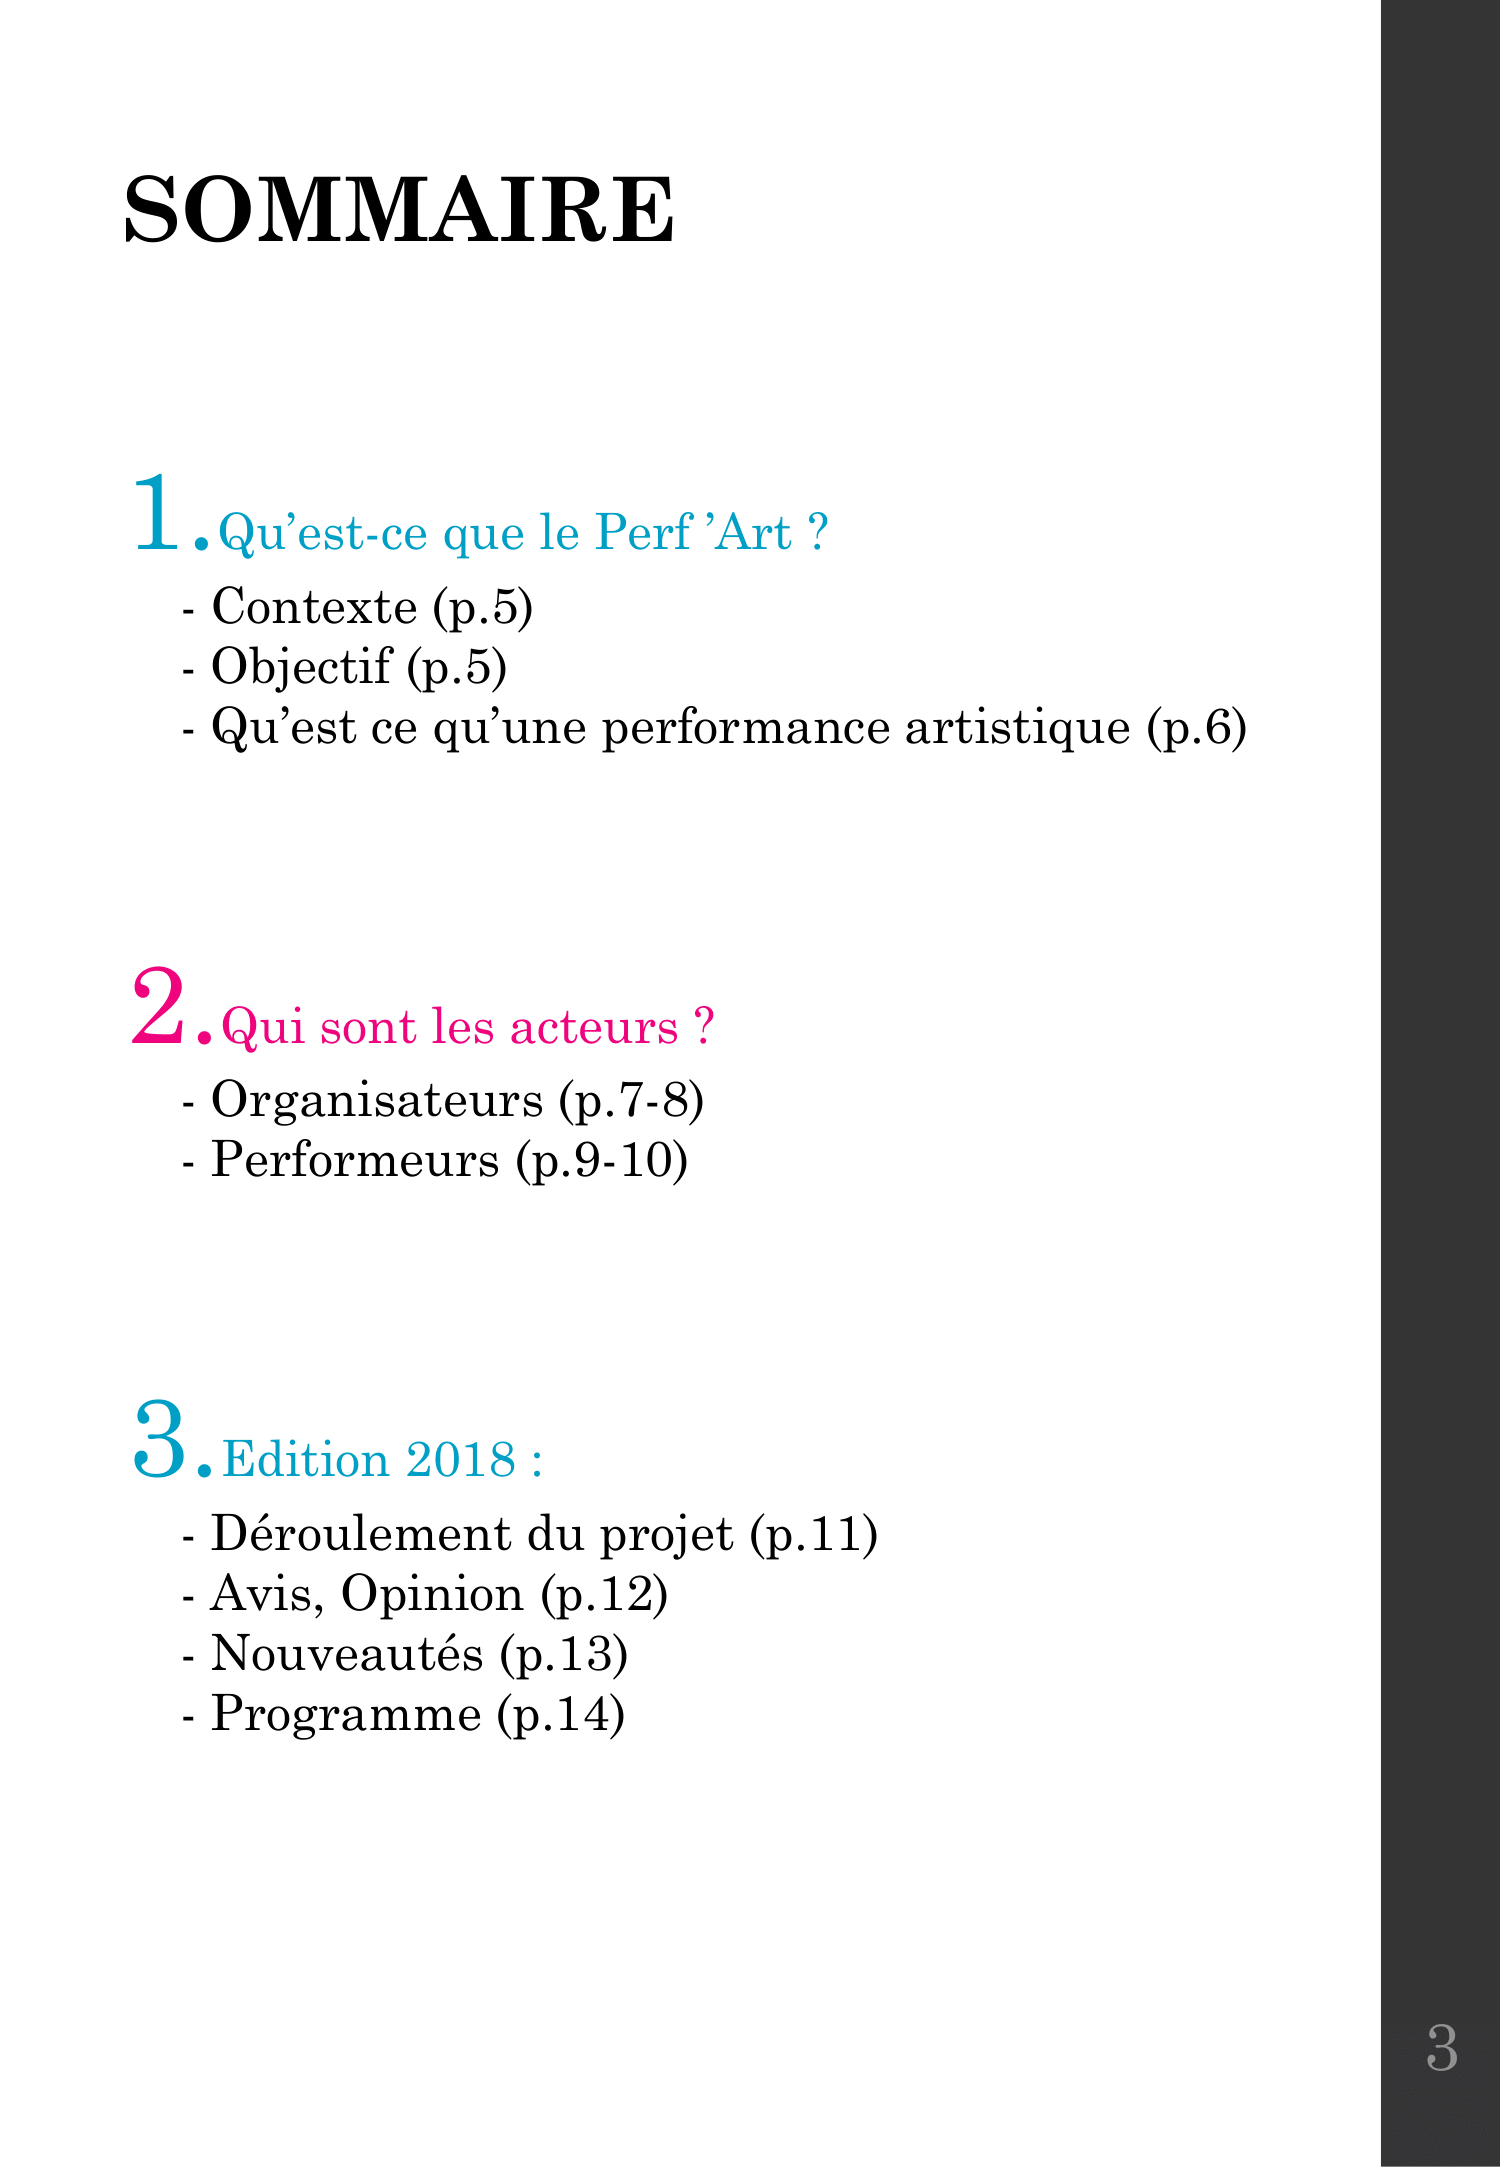 SOMMAIRE
1.Qu’est-ce que le Perf ’Art ?
- Contexte (p.5)
- Objectif (p.5)
- Qu’est ce qu’une performance artistique (p.6)
2.Qui sont les acteurs ?
- Organisateurs (p.7-8)
- Performeurs (p.9-10)
3.Edition 2018 :
- Déroulement du projet (p.11)
- Avis, Opinion (p.12)
- Nouveautés (p.13)
- Programme (p.14)
3